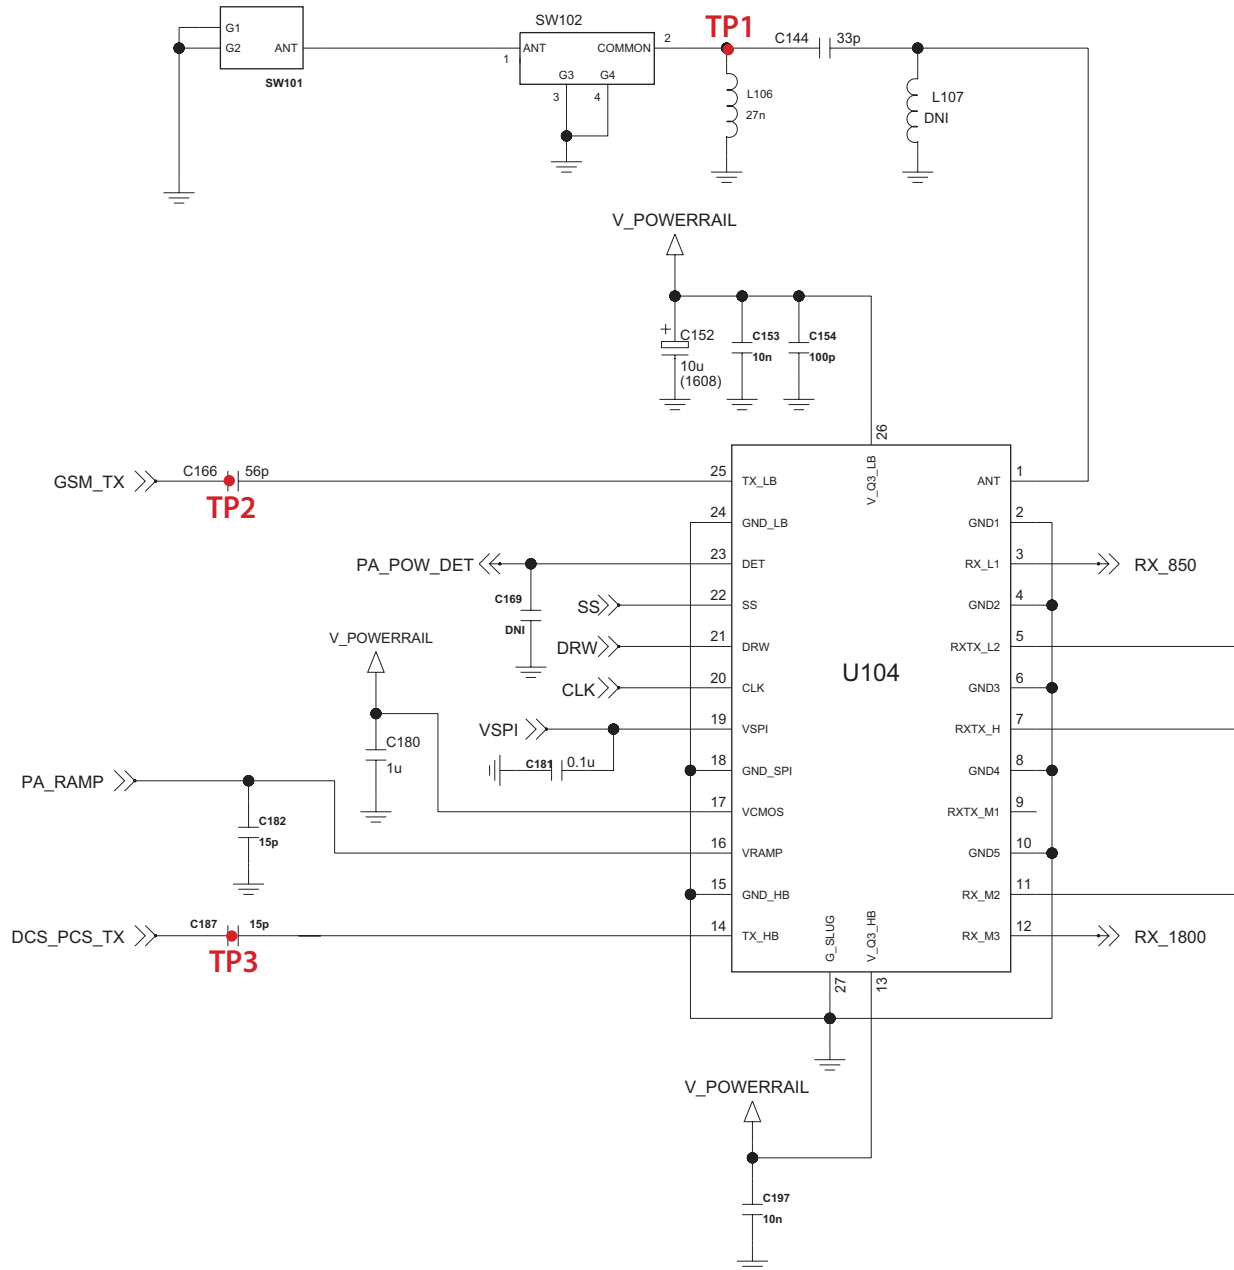 G1
G2
ANT
SW101
SW102
ANT
COMMON
1
2
G3
G4
3
4
TP1
C144
33p
L106
27n
L107
DNI
V_POWERRAIL
C152
10u
(1608)
C153
10n
C154
100p
26
V_Q3_LB
GSM_TX
C166
56p
TP2
25
TX_LB
24
GND_LB
PA_POW_DET
23
DET
C169
DNI
SS
22
SS
DRW
21
DRW
CLK
20
CLK
VSPI
19
VSPI
C181
0.1u
18
GND_SPI
V_POWERRAIL
C180
1u
17
VCMOS
PA_RAMP
C182
15p
16
VRAMP
15
GND_HB
DCS_PCS_TX
C187
15p
TP3
14
TX_HB
U104
ANT
1
GND1
2
RX_L1
3
RX_850
GND2
4
RXTX_L2
5
GND3
6
RXTX_H
7
GND4
8
RXTX_M1
9
GND5
10
RX_M2
11
RX_M3
12
RX_1800
G_SLUG
27
V_Q3_HB
13
V_POWERRAIL
C197
10n